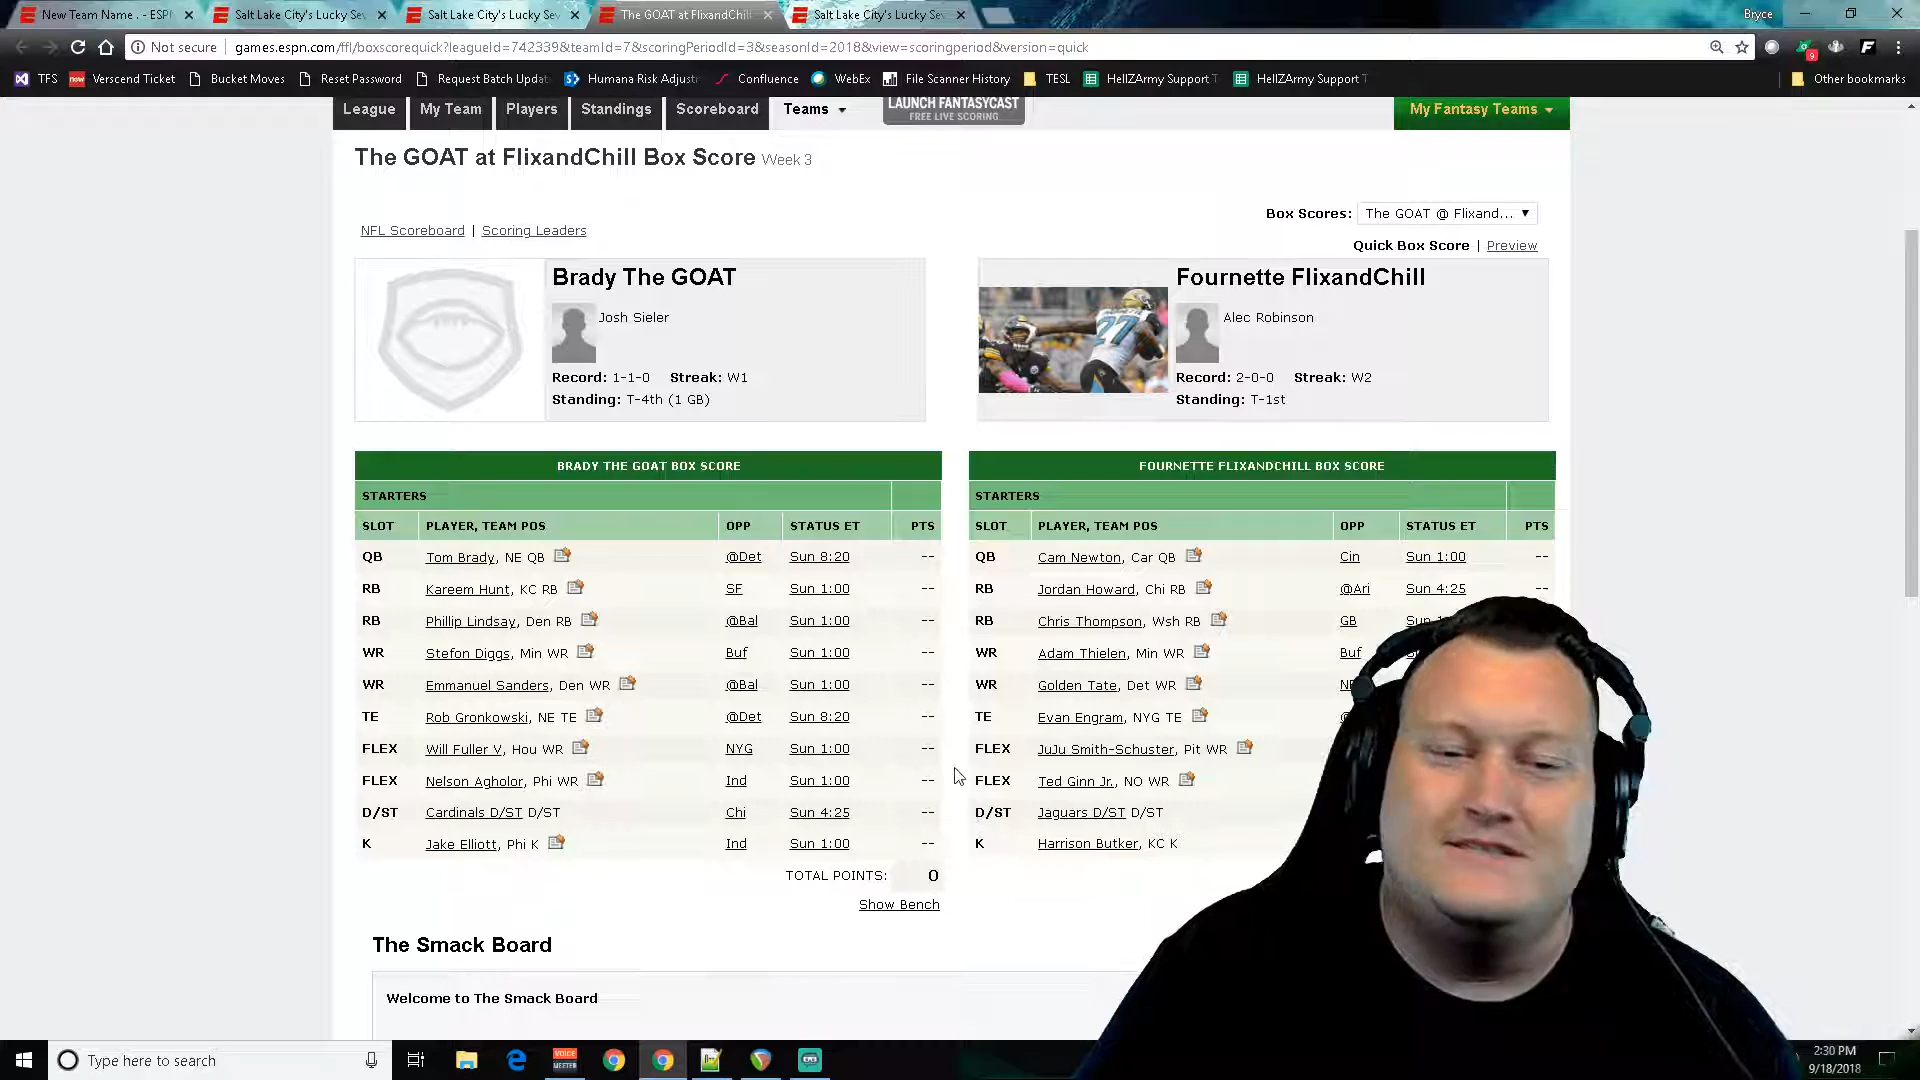 New Team Name . - ESPN
Salt Lake City's Lucky Sev
Salt Lake City's Lucky Sev
The GOAT at FlixandChill
Salt Lake City's Lucky Sev
Bryce
Not secure
games.espn.com/ffl/boxscorequick?leagueId=742339&teamId=7&scoringPeriodId=3&seasonId=2018&view=scoringperiod&version=quick
9
TFS
now Verscend Ticket
Bucket Moves
Reset Password
Request Batch Updat
Humana Risk Adjustm
Confluence
WebEx
File Scanner History
TESL
HellZArmy Support T
HellZArmy Support T
Other bookmarks
League
My Team
Players
Standings
Scoreboard
Teams
LAUNCH FANTASYCAST
FREE LIVE SCORING
My Fantasy Teams
The GOAT at FlixandChill Box Score Week 3
Box Scores: The GOAT @ Flixand...
NFL Scoreboard | Scoring Leaders
Quick Box Score | Preview
Brady The GOAT
Josh Sieler
Record: 1-1-0 Streak: W1
Standing: T-4th (1 GB)
Fournette FlixandChill
Alec Robinson
Record: 2-0-0 Streak: W2
Standing: T-1st
27
BRADY THE GOAT BOX SCORE
STARTERS
SLOT PLAYER, TEAM POS OPP STATUS ET PTS
QB Tom Brady, NE QB @Det Sun 8:20 --
RB Kareem Hunt, KC RB SF Sun 1:00 --
RB Phillip Lindsay, Den RB @Bal Sun 1:00 --
WR Stefon Diggs, Min WR Buf Sun 1:00 --
WR Emmanuel Sanders, Den WR @Bal Sun 1:00 --
TE Rob Gronkowski, NE TE @Det Sun 8:20 --
FLEX Will Fuller V, Hou WR NYG Sun 1:00 --
FLEX Nelson Agholor, Phi WR Ind Sun 1:00 --
D/ST Cardinals D/ST D/ST Chi Sun 4:25 --
K Jake Elliott, Phi K Ind Sun 1:00 --
TOTAL POINTS: 0
Show Bench
FOURNETTE FLIXANDCHILL BOX SCORE
STARTERS
SLOT PLAYER, TEAM POS OPP STATUS ET PTS
QB Cam Newton, Car QB Cin Sun 1:00 --
RB Jordan Howard, Chi RB @Ari Sun 4:25 --
RB Chris Thompson, Wsh RB GB Sun
WR Adam Thielen, Min WR Buf
WR Golden Tate, Det WR
TE Evan Engram, NYG TE
FLEX JuJu Smith-Schuster, Pit WR
FLEX Ted Ginn Jr., NO WR
D/ST Jaguars D/ST D/ST
K Harrison Butker, KC K
The Smack Board
Welcome to The Smack Board
Type here to search
VOICE
MEETER
2:30 PM
9/18/2018